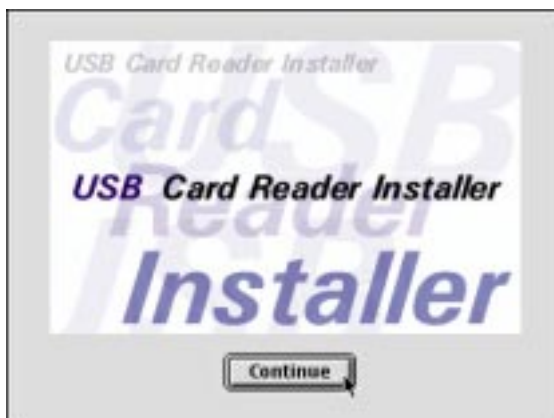 USB Card Reader Installer
USB
Card
USB Card Reader Installer
Reader
Installer
Continue